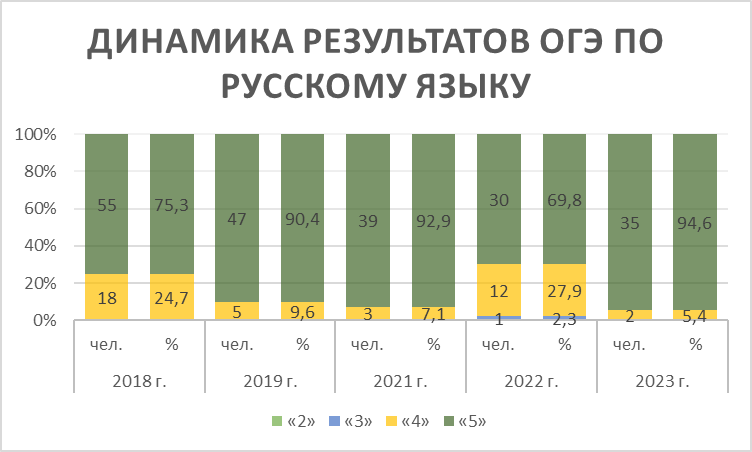 ДИНАМИКА РЕЗУЛЬТАТОВ ОГЭ ПО
РУССКОМУ ЯЗЫКУ
100%
80%
60%
40%
20%
0%
55 75,3 47 90,4 39 92,9 30 69,8 35 94,6
18 24,7 5 9,6 3 7,1 12 27,9 2 5,4
1 2,3
чел. % чел. % чел. % чел. % чел. %
2018 г. 2019 г. 2021 г. 2022 г. 2023 г.
«2» «3» «4» «5»